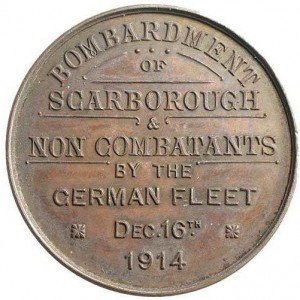 BOMBARDMENT
OF
SCARBOROUGH
&
NON COMBATANTS
BY THE
GERMAN FLEET
DEC. 16TH.
1914